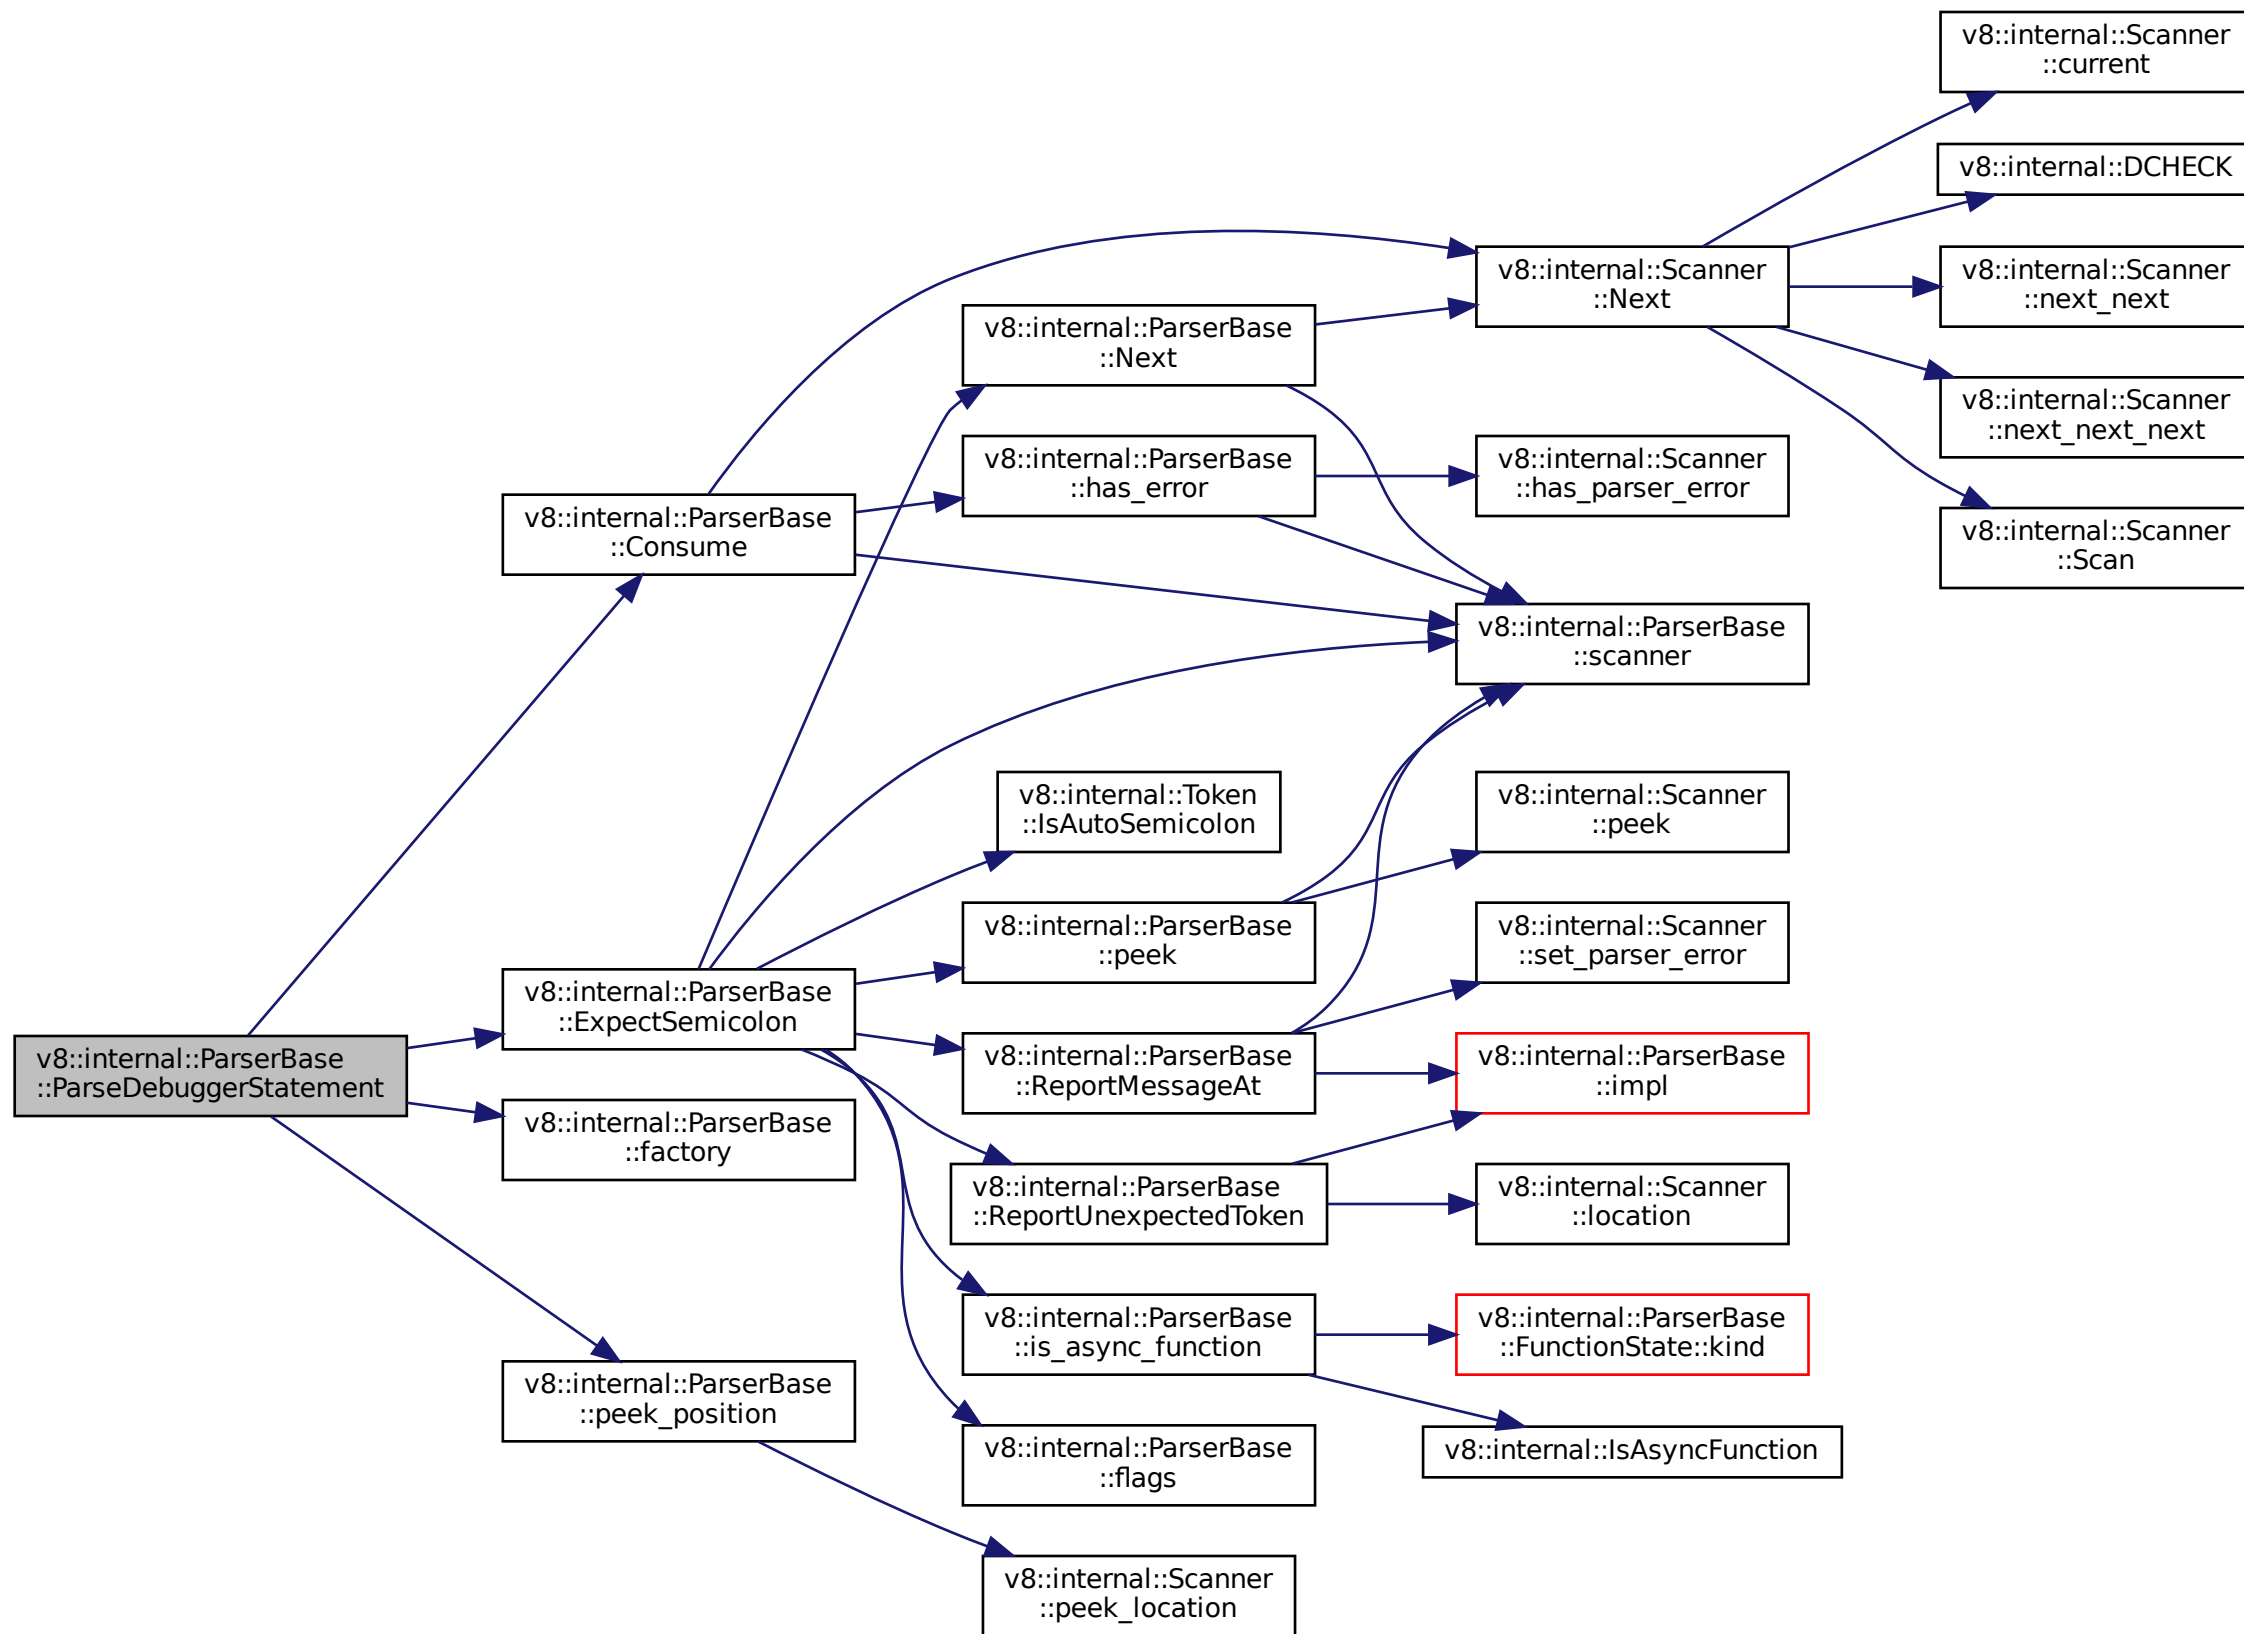 v8::internal::ParserBase
::ParseDebuggerStatement
v8::internal::ParserBase
::Consume
v8::internal::ParserBase
::ExpectSemicolon
v8::internal::ParserBase
::factory
v8::internal::ParserBase
::peek_position
v8::internal::ParserBase
::Next
v8::internal::ParserBase
::has_error
v8::internal::Token
::IsAutoSemicolon
v8::internal::ParserBase
::peek
v8::internal::ParserBase
::ReportMessageAt
v8::internal::ParserBase
::ReportUnexpectedToken
v8::internal::ParserBase
::is_async_function
v8::internal::ParserBase
::flags
v8::internal::Scanner
::peek_location
v8::internal::Scanner
::Next
v8::internal::Scanner
::has_parser_error
v8::internal::ParserBase
::scanner
v8::internal::Scanner
::peek
v8::internal::Scanner
::set_parser_error
v8::internal::ParserBase
::impl
v8::internal::Scanner
::location
v8::internal::ParserBase
::FunctionState::kind
v8::internal::IsAsyncFunction
v8::internal::Scanner
::current
v8::internal::DCHECK
v8::internal::Scanner
::next_next
v8::internal::Scanner
::next_next_next
v8::internal::Scanner
::Scan